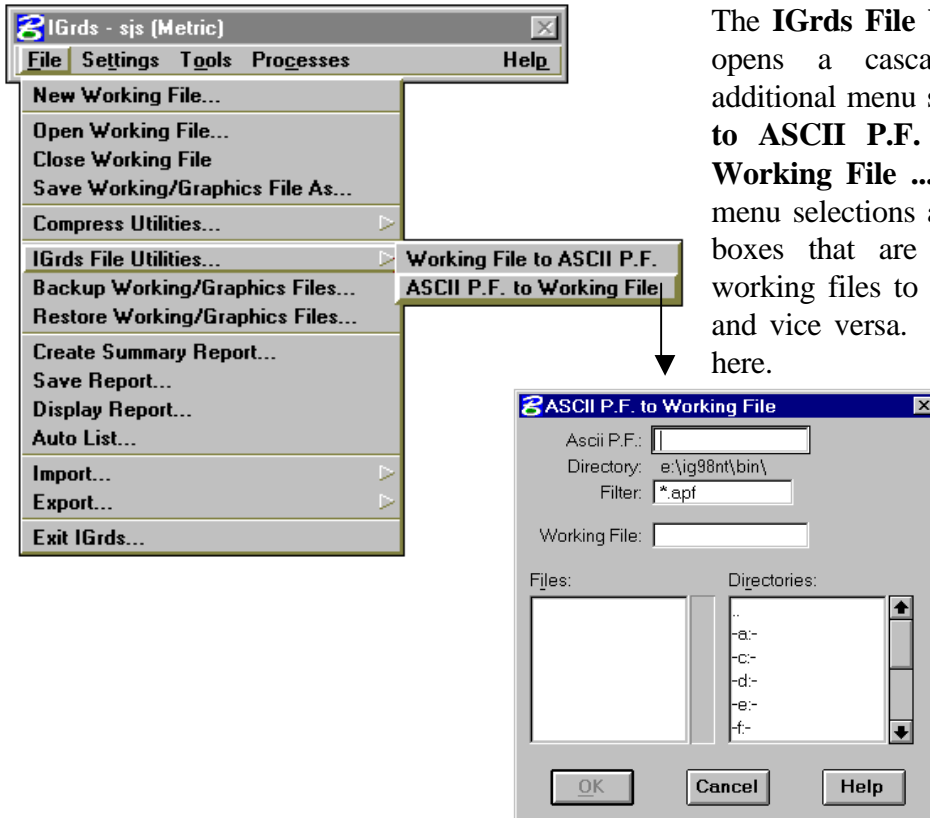 IGrds - sjs (Metric)
File Settings Tools Processes Help
New Working File...
Open Working File...
Close Working File
Save Working/Graphics File As...
Compress Utilities...
IGrds File Utilities...
Backup Working/Graphics Files...
Restore Working/Graphics Files...
Create Summary Report...
Save Report...
Display Report...
Auto List...
Import...
Export...
Exit IGrds...
Working File to ASCII P.F.
ASCII P.F. to Working File
The IGrds File
opens a
additional menu
to ASCII P.F.
Working File ...
menu selections
boxes that are
working files to
and vice versa.
here.
ASCII P.F. to Working File
Ascii P.F.:
Directory: e:\ig98nt\bin\
Filter: *.apf
Working File:
Files: Directories:
..
-a:-
-c:-
-d:-
-e:-
-f:-
OK Cancel Help